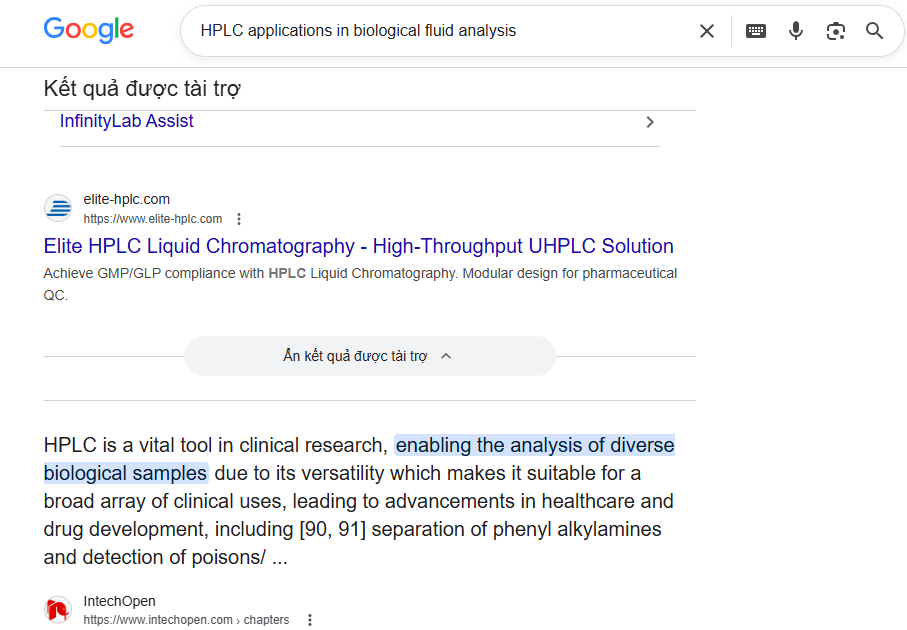 Google
HPLC applications in biological fluid analysis
Kết quả được tài trợ
InfinityLab Assist
elite-hplc.com
https://www.elite-hplc.com
Elite HPLC Liquid Chromatography - High-Throughput UHPLC Solution
Achieve GMP/GLP compliance with HPLC Liquid Chromatography. Modular design for pharmaceutical
QC.
Ẩn kết quả được tài trợ
HPLC is a vital tool in clinical research, enabling the analysis of diverse
biological samples due to its versatility which makes it suitable for a
broad array of clinical uses, leading to advancements in healthcare and
drug development, including [90, 91] separation of phenyl alkylamines
and detection of poisons/ ...
IntechOpen
https://www.intechopen.com › chapters